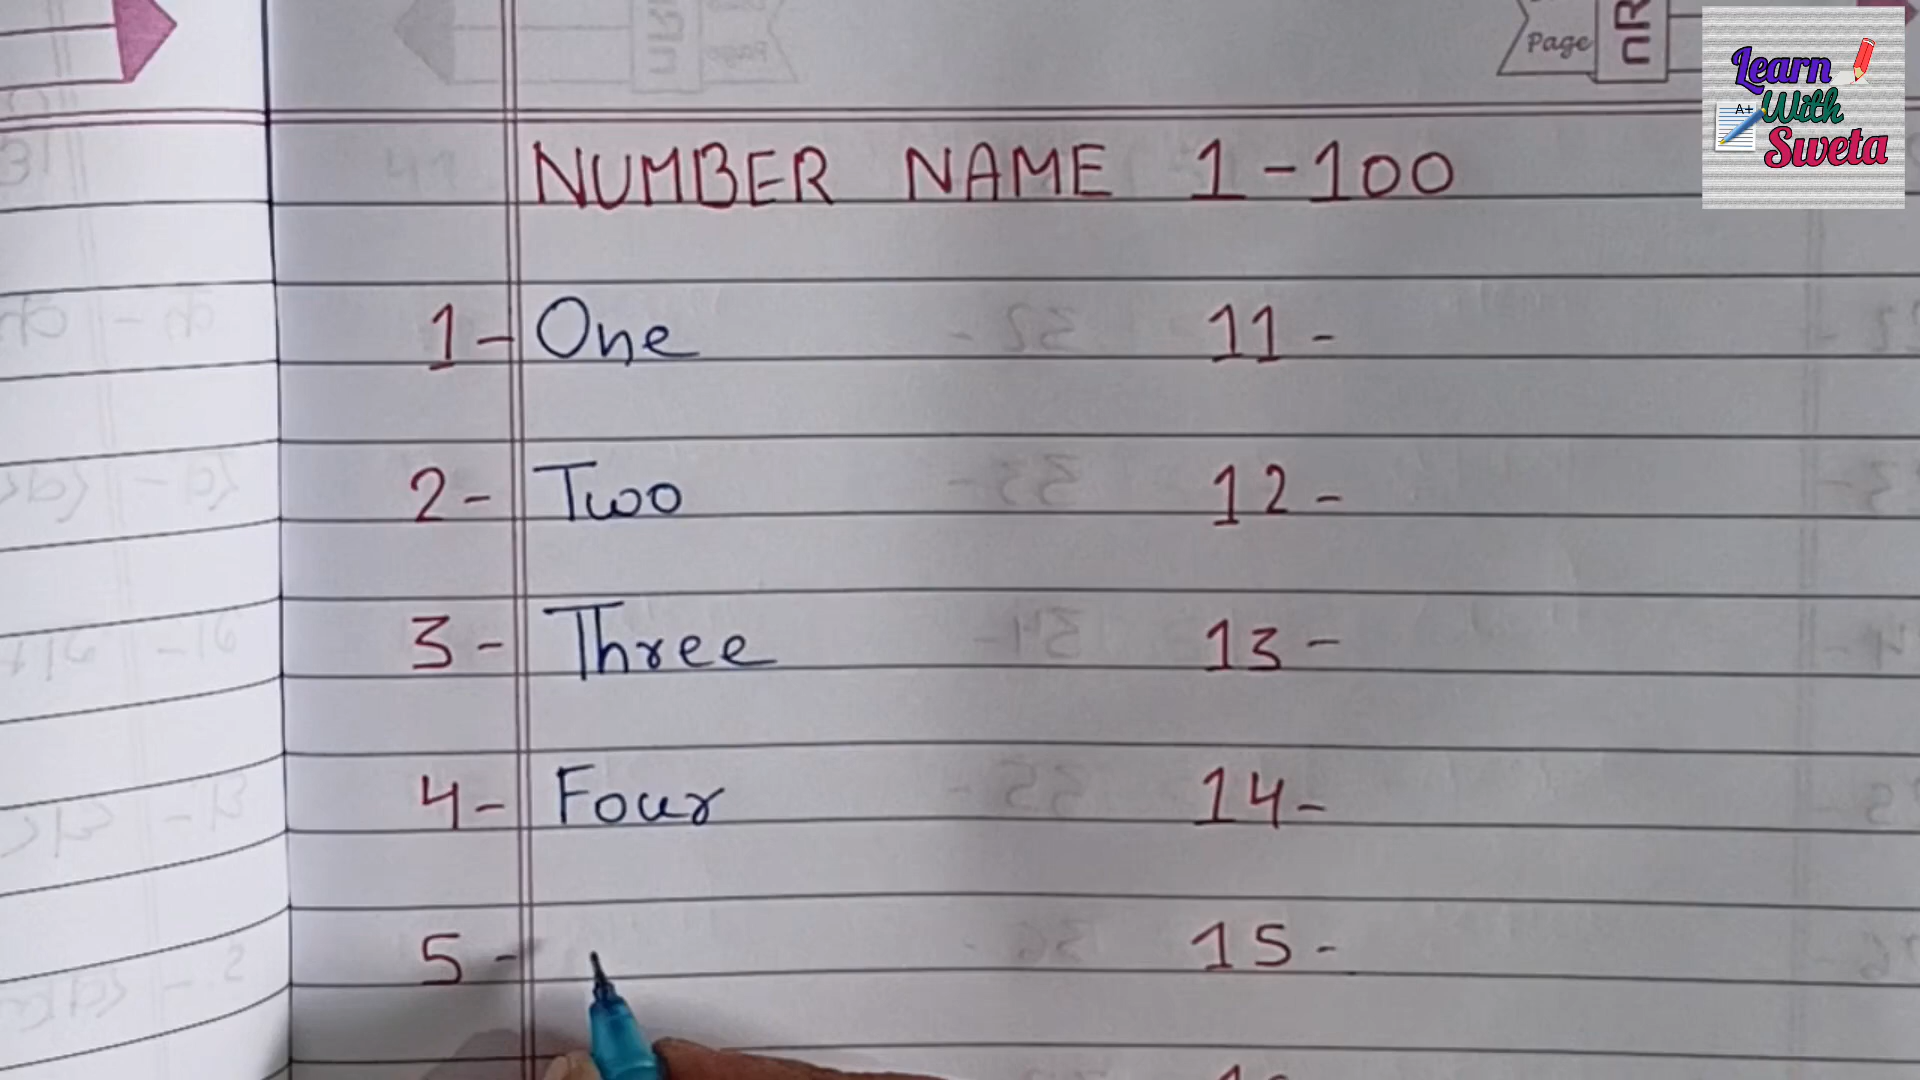 Page
Learn
A+ With
Sweta
NUMBER NAME 1-100
1- One 11-
2- Two 12-
3- Three 13-
4- Four 14-
5- 15-